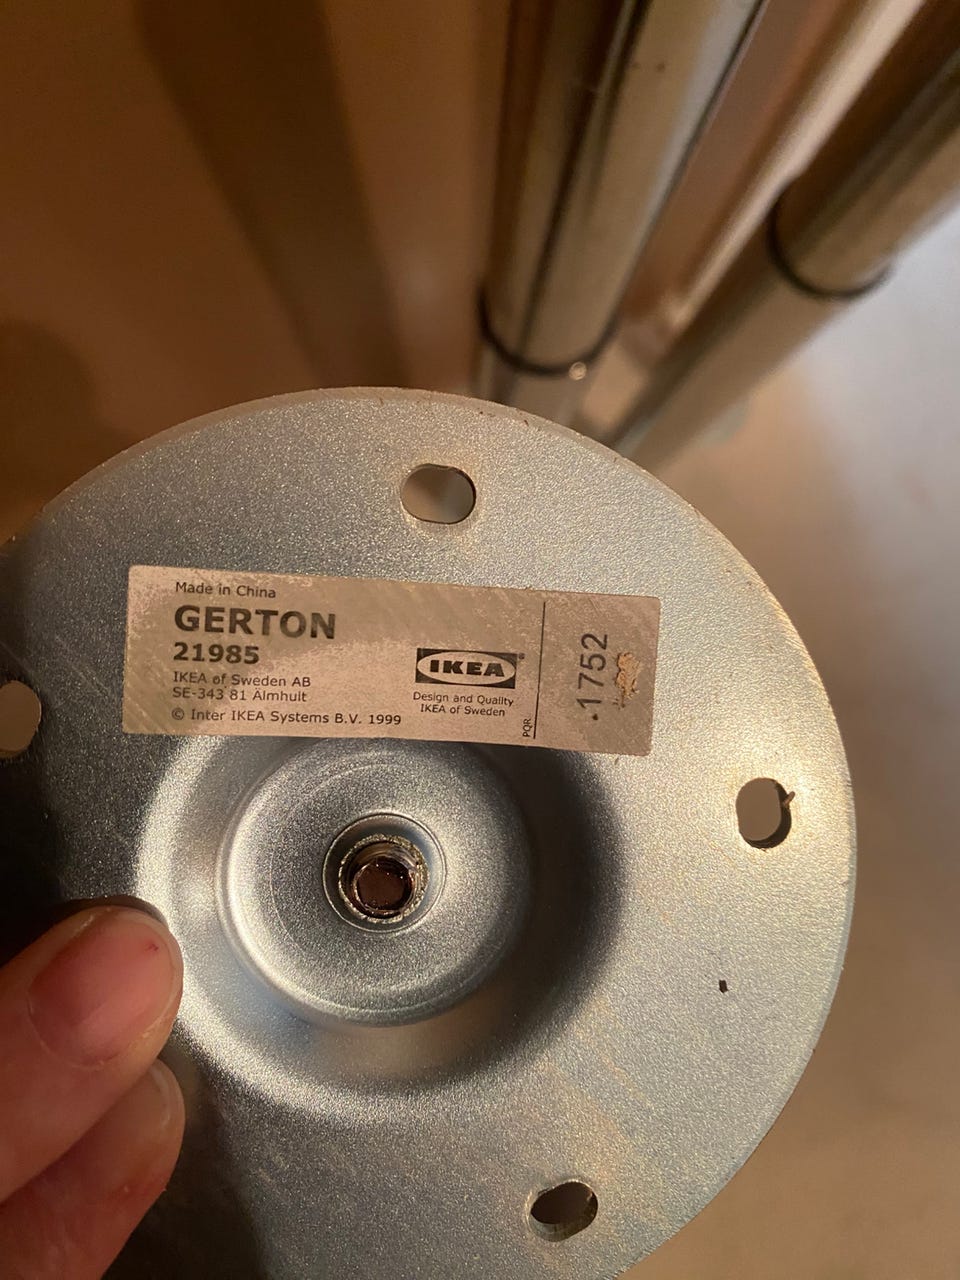 Made in China
GERTON
21985
IKEA of Sweden AB
SE-343 81 Älmhult
© Inter IKEA Systems B.V. 1999
IKEA®
Design and Quality
IKEA of Sweden
PQR
.1752